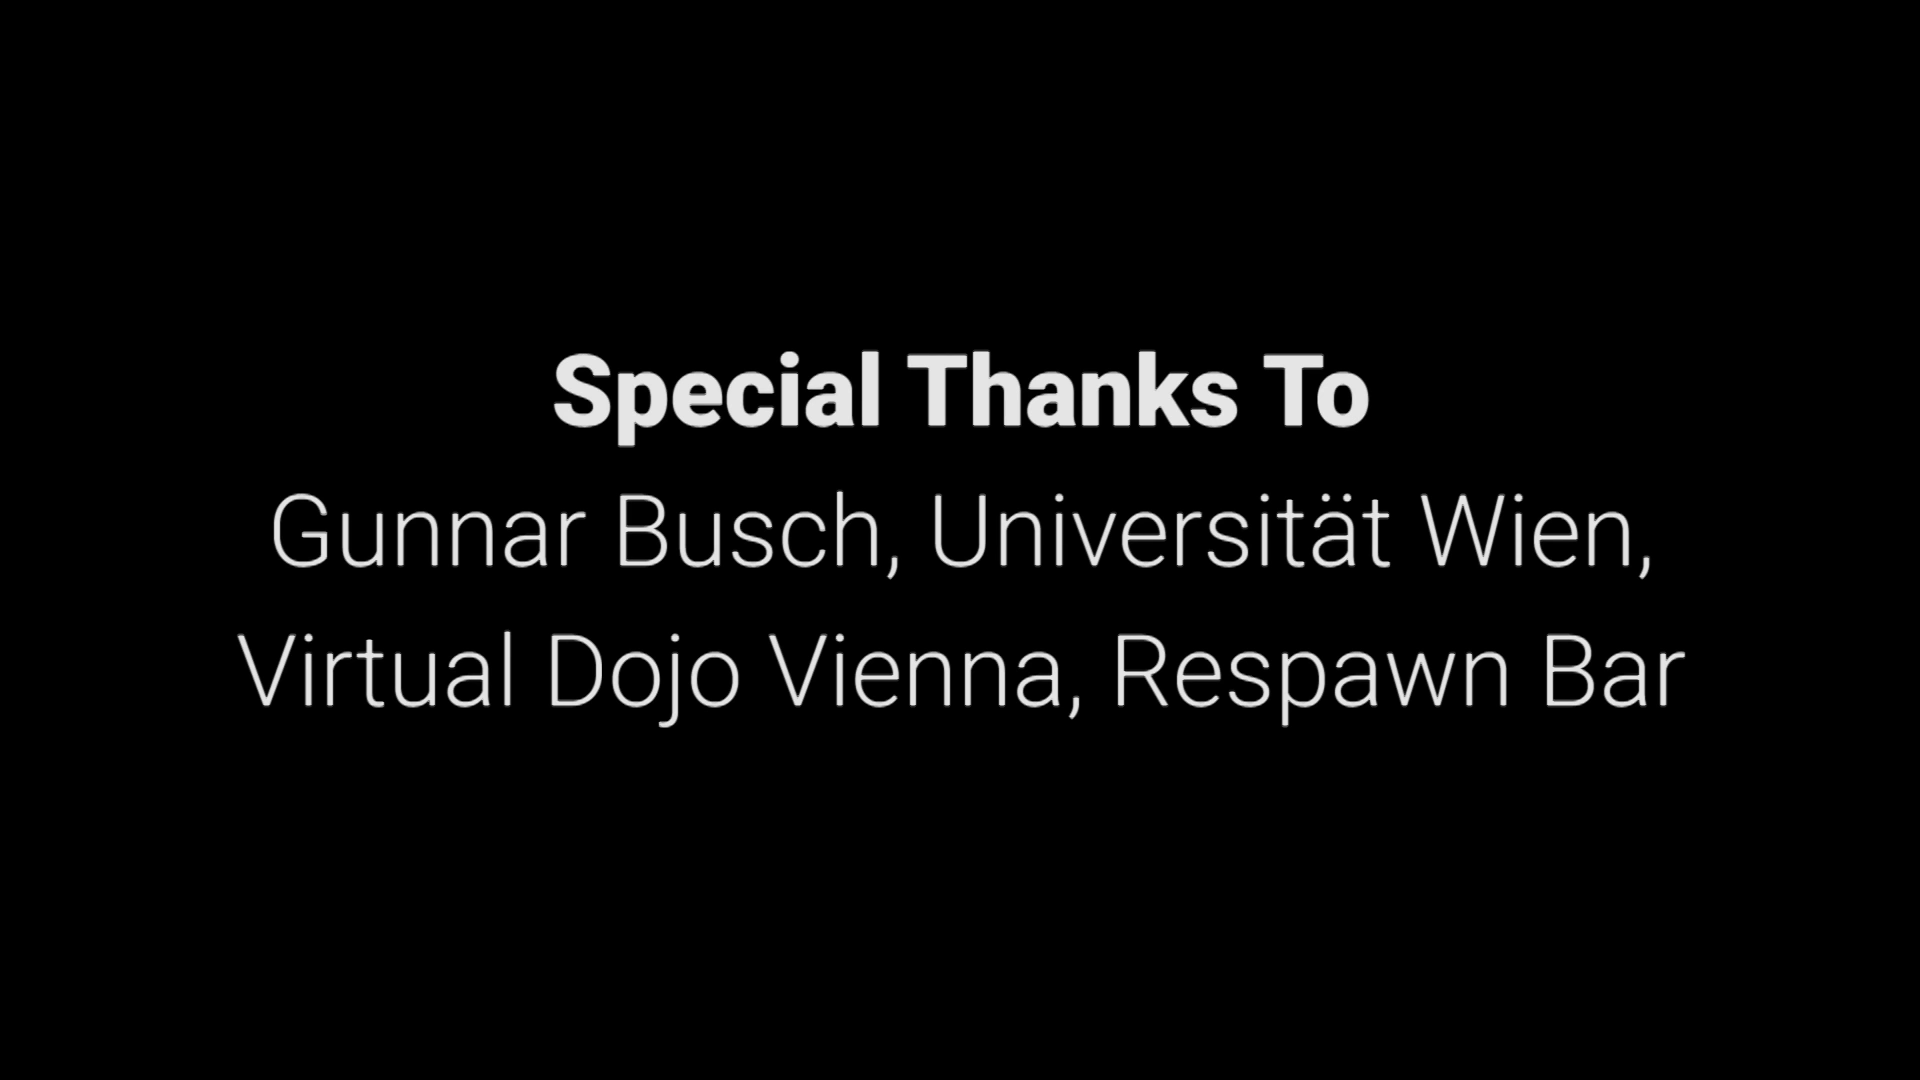 Special Thanks To
Gunnar Busch, Universität Wien,
Virtual Dojo Vienna, Respawn Bar